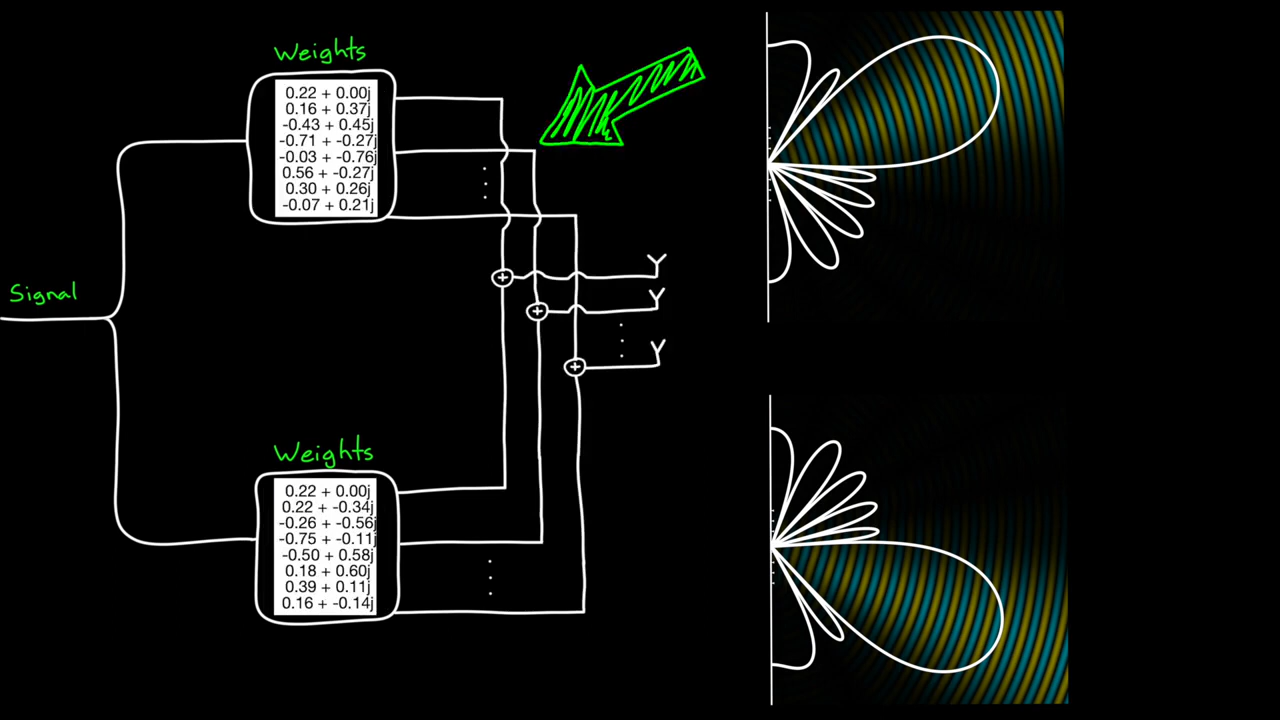 Weights
0.22 + 0.00j
0.16 + 0.37j
-0.43 + 0.45j
-0.71 + -0.27j
-0.03 + -0.76j
0.56 + -0.27j
0.30 + 0.26j
-0.07 + 0.21j
Signal
Weights
0.22 + 0.00j
0.22 + -0.34j
-0.26 + -0.56j
-0.75 + -0.11j
-0.50 + 0.58j
0.18 + 0.60j
0.39 + 0.11j
0.16 + -0.14j